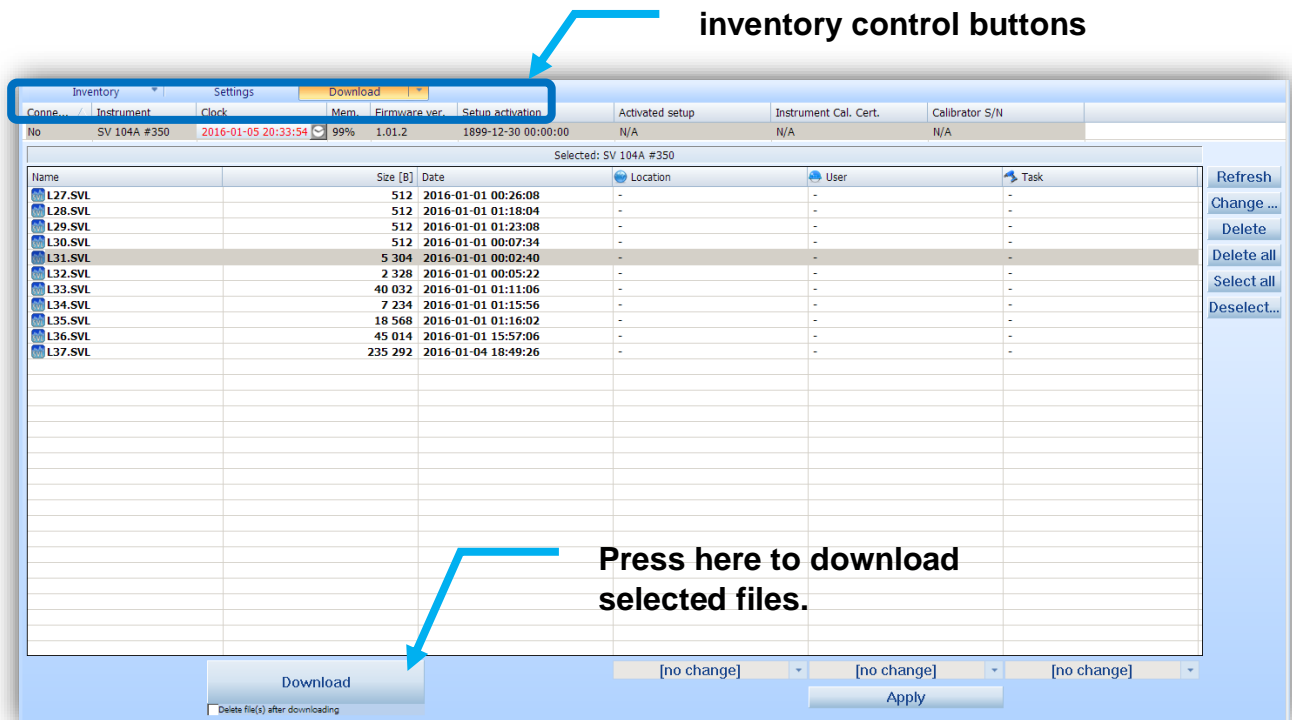 inventory control buttons
Inventory Settings Download
Conne... Instrument Clock Mem. Firmware ver. Setup activation Activated setup Instrument Cal. Cert. Calibrator S/N
No SV 104A #350 2016-01-05 20:33:54 99% 1.01.2 1899-12-30 00:00:00 N/A N/A N/A
Selected: SV 104A #350
Name Size [B] Date Location User Task
Refresh
L27.SVL 512 2016-01-01 00:26:08 - - -
L28.SVL 512 2016-01-01 01:18:04 - - -
Change ...
L29.SVL 512 2016-01-01 01:23:08 - - -
Delete
L30.SVL 512 2016-01-01 00:07:34 - - -
L31.SVL 5 304 2016-01-01 00:02:40 - - -
Delete all
L32.SVL 2 328 2016-01-01 00:05:22 - - -
L33.SVL 40 032 2016-01-01 01:11:06 - - -
Select all
L34.SVL 7 234 2016-01-01 01:15:56 - - -
L35.SVL 18 568 2016-01-01 01:16:02 - - -
Deselect...
L36.SVL 45 014 2016-01-01 15:57:06 - - -
L37.SVL 235 292 2016-01-04 18:49:26 - - -
Press here to download
selected files.
[no change] [no change] [no change]
Download
Apply
Delete file(s) after downloading